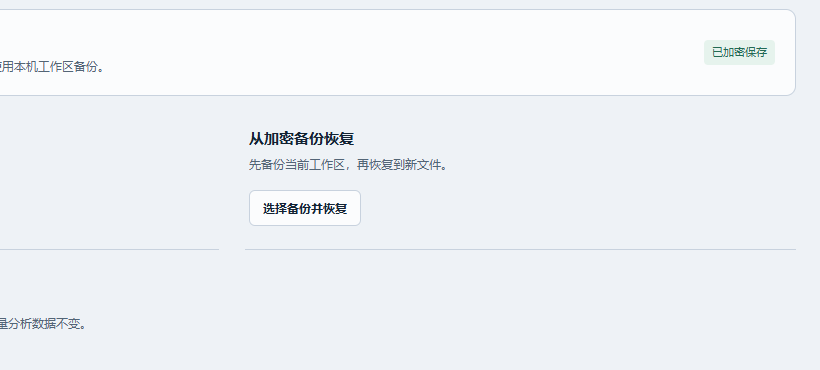 已加密保存
使用本机工作区备份。
从加密备份恢复
先备份当前工作区，再恢复到新文件。
选择备份并恢复
量分析数据不变。